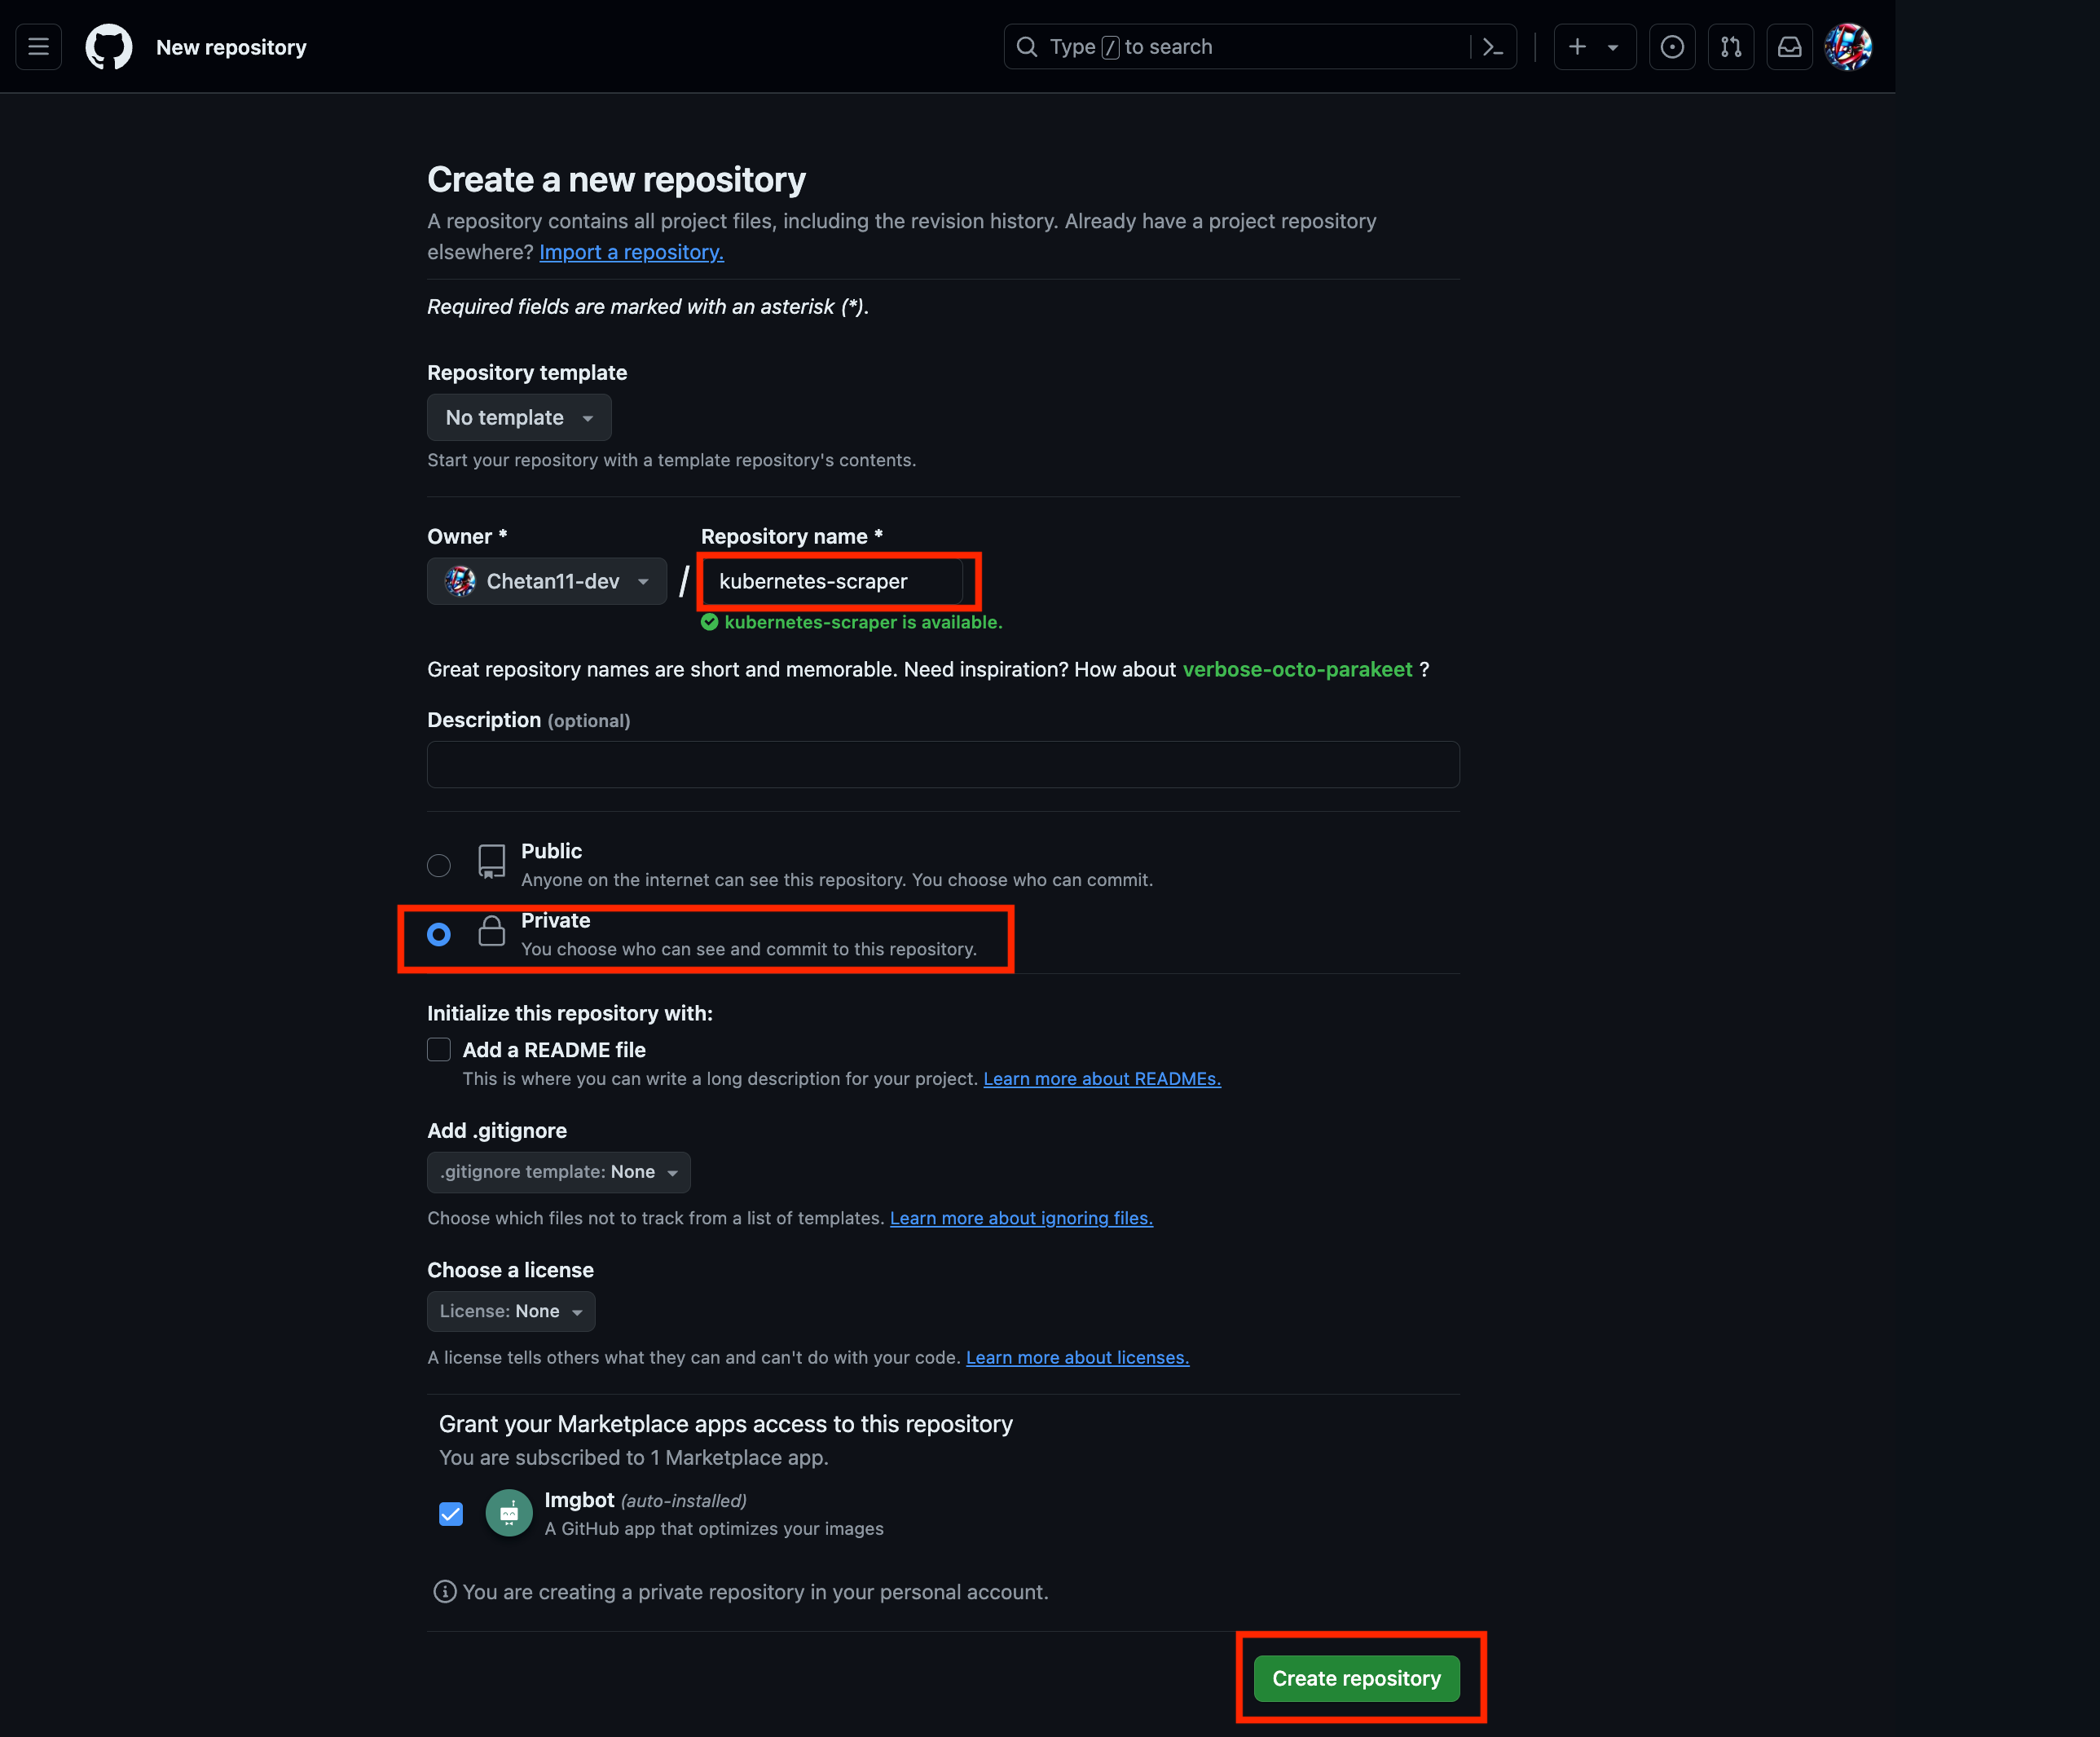 New repository
Type / to search
Create a new repository
A repository contains all project files, including the revision history. Already have a project repository
elsewhere? Import a repository.
Required fields are marked with an asterisk (*).
Repository template
No template
Start your repository with a template repository's contents.
Owner *
Repository name *
Chetan11-dev
/
kubernetes-scraper
kubernetes-scraper is available.
Great repository names are short and memorable. Need inspiration? How about verbose-octo-parakeet ?
Description (optional)
Public
Anyone on the internet can see this repository. You choose who can commit.
Private
You choose who can see and commit to this repository.
Initialize this repository with:
Add a README file
This is where you can write a long description for your project. Learn more about READMEs.
Add .gitignore
.gitignore template: None
Choose which files not to track from a list of templates. Learn more about ignoring files.
Choose a license
License: None
A license tells others what they can and can't do with your code. Learn more about licenses.
Grant your Marketplace apps access to this repository
You are subscribed to 1 Marketplace app.
Imgbot (auto-installed)
A GitHub app that optimizes your images
You are creating a private repository in your personal account.
Create repository